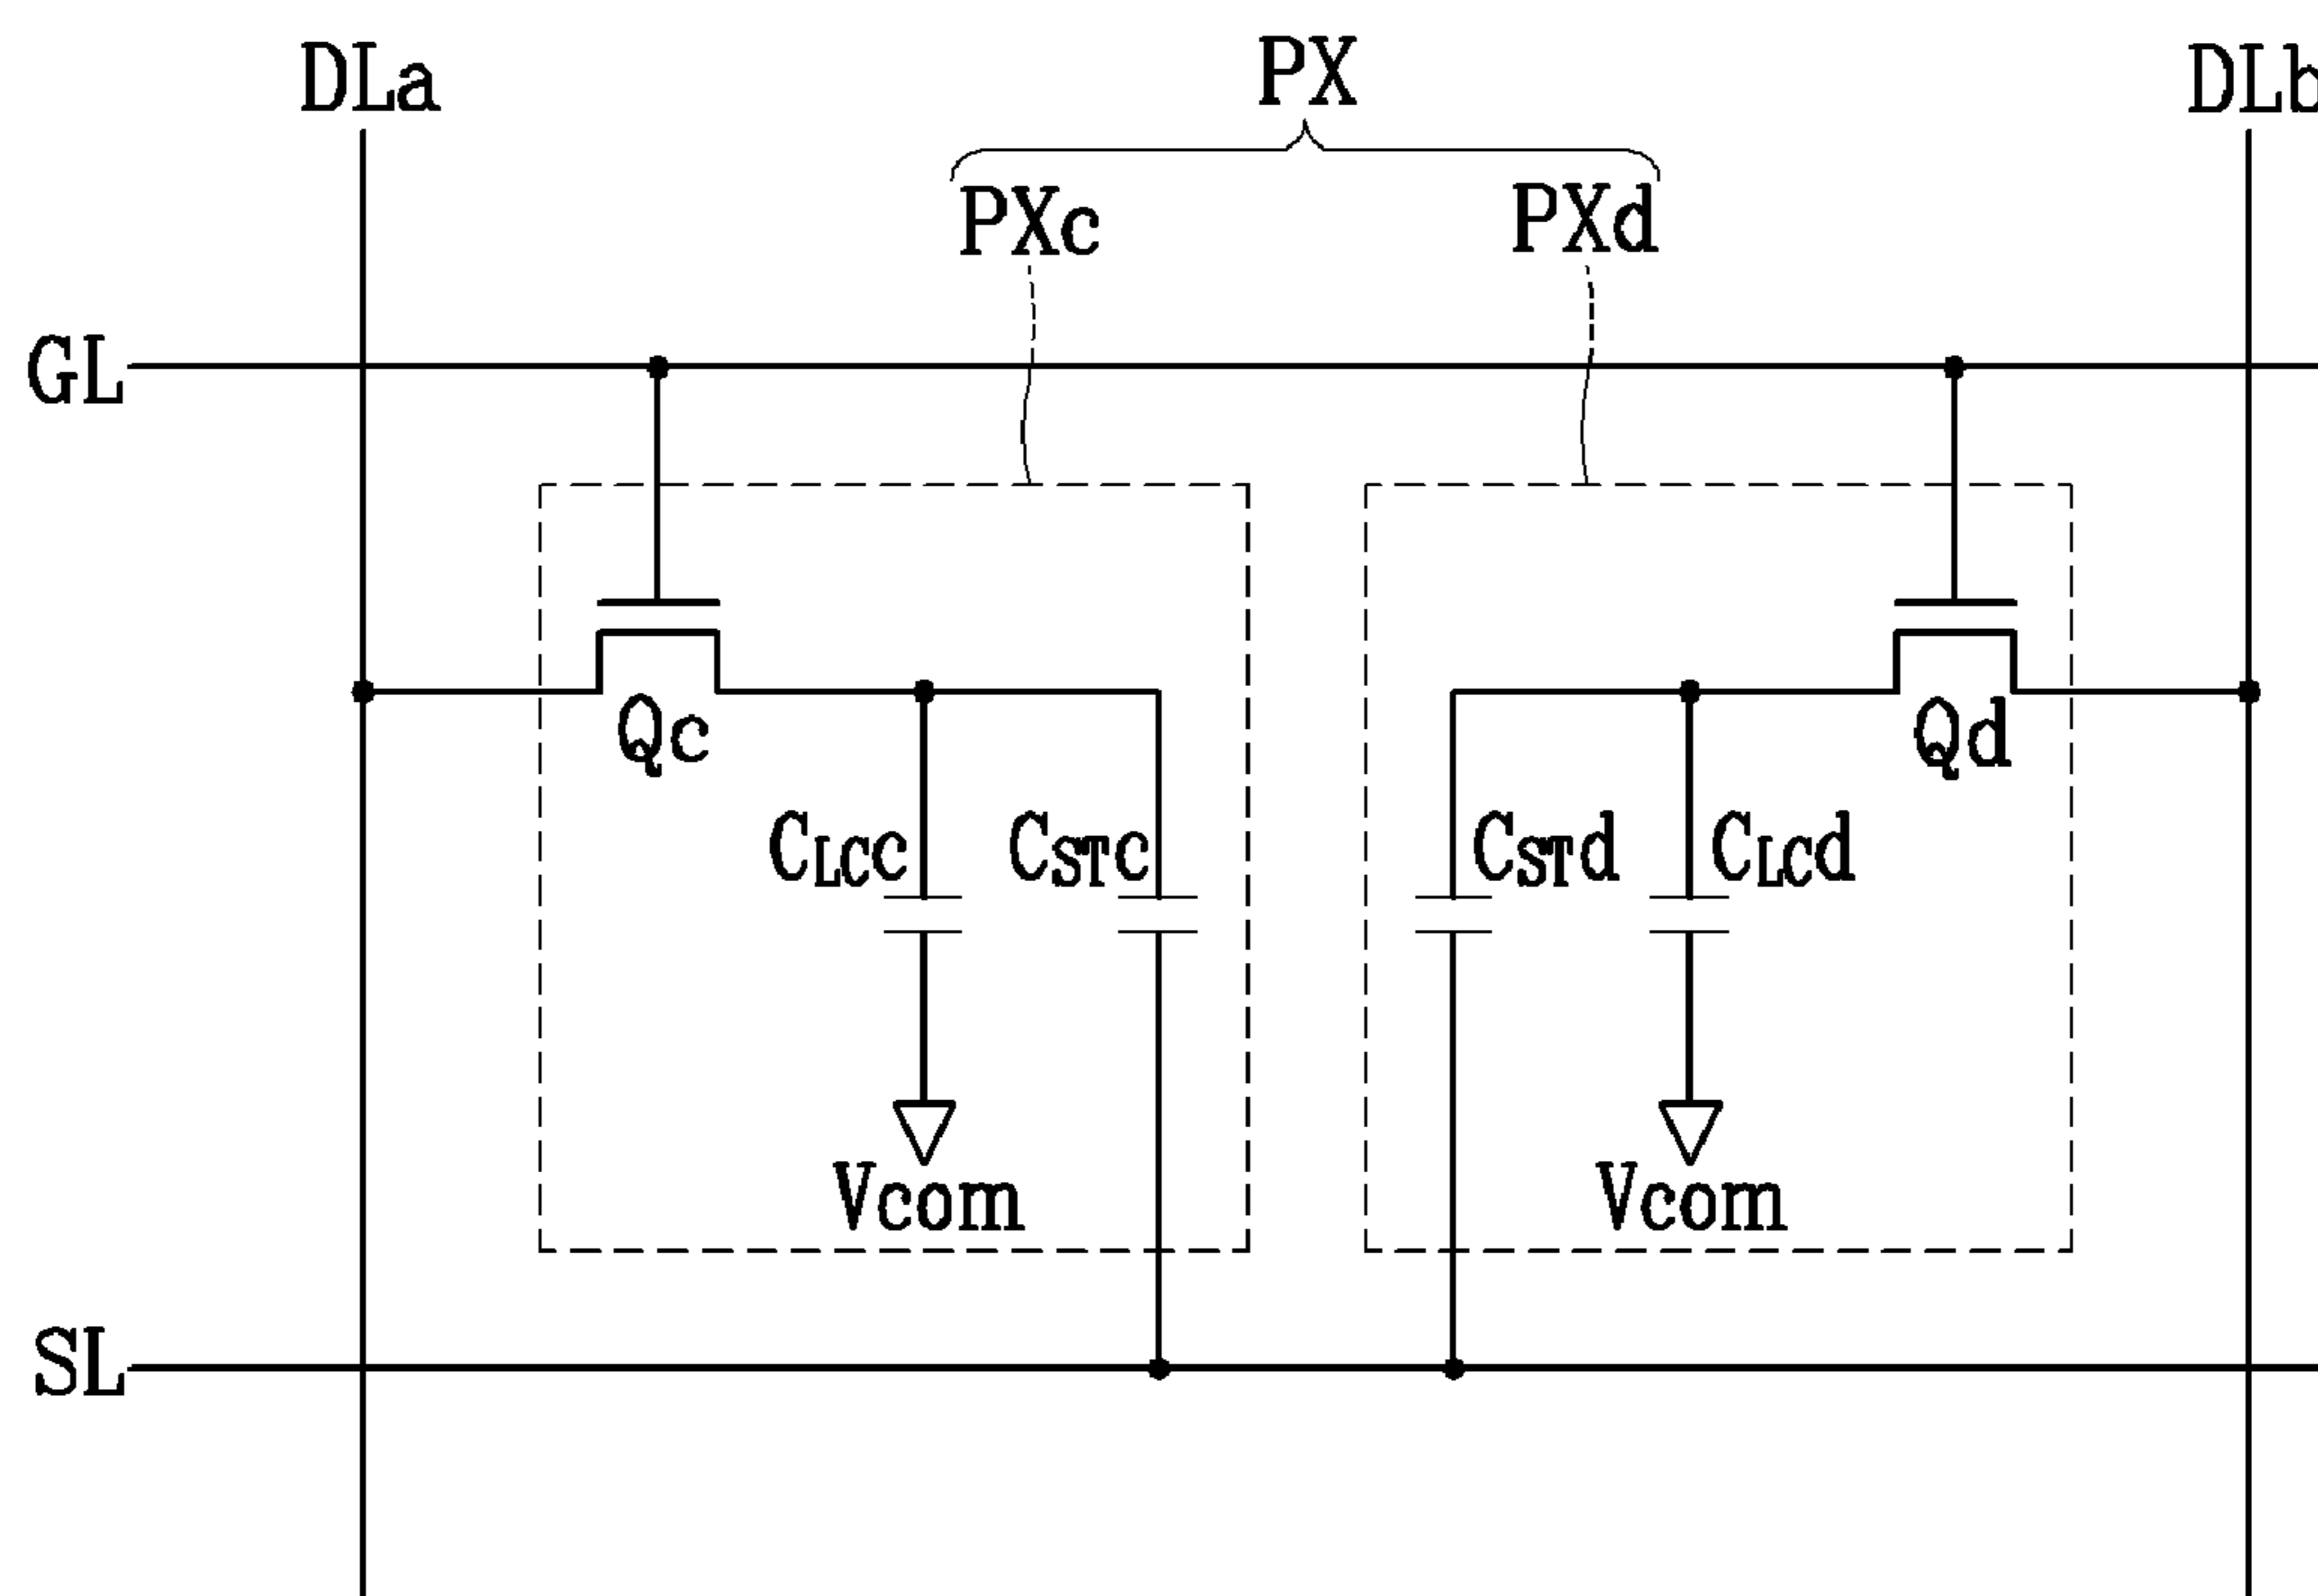 DLa
PX
DLb
PXc
PXd
GL
Qc
Qd
CLCc
CSTc
CSTd
CLCd
Vcom
Vcom
SL